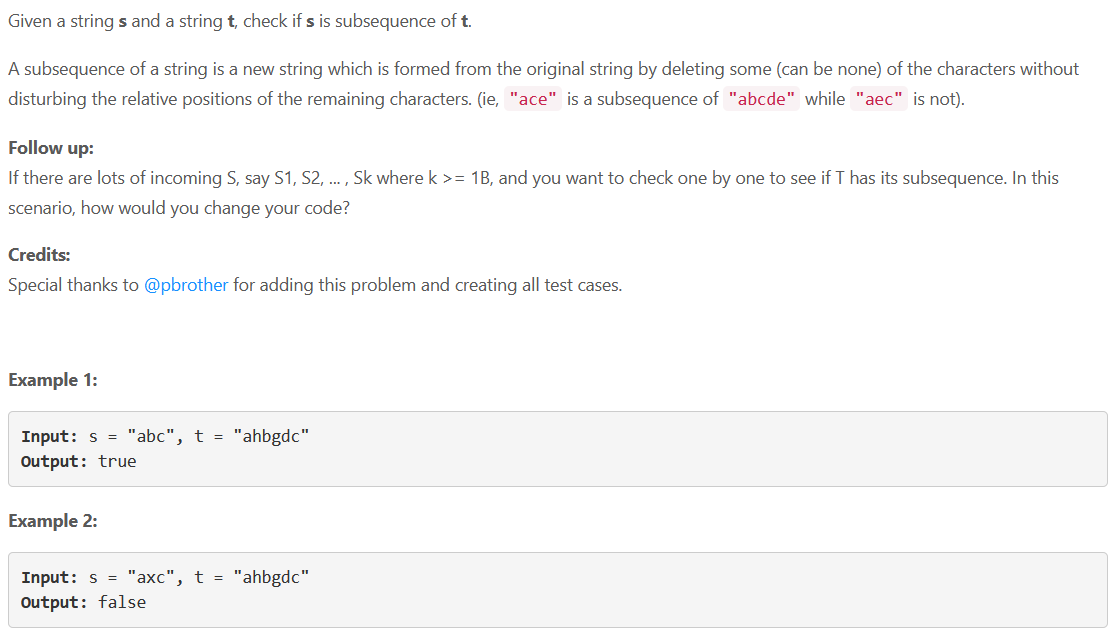 Given a string s and a string t, check if s is subsequence of t.
A subsequence of a string is a new string which is formed from the original string by deleting some (can be none) of the characters without
disturbing the relative positions of the remaining characters. (ie, "ace" is a subsequence of "abcde" while "aec" is not).
Follow up:
If there are lots of incoming S, say S1, S2, ... , Sk where k >= 1B, and you want to check one by one to see if T has its subsequence. In this
scenario, how would you change your code?
Credits:
Special thanks to @pbrother for adding this problem and creating all test cases.
Example 1:
Input: s = "abc", t = "ahbgdc"
Output: true
Example 2:
Input: s = "axc", t = "ahbgdc"
Output: false